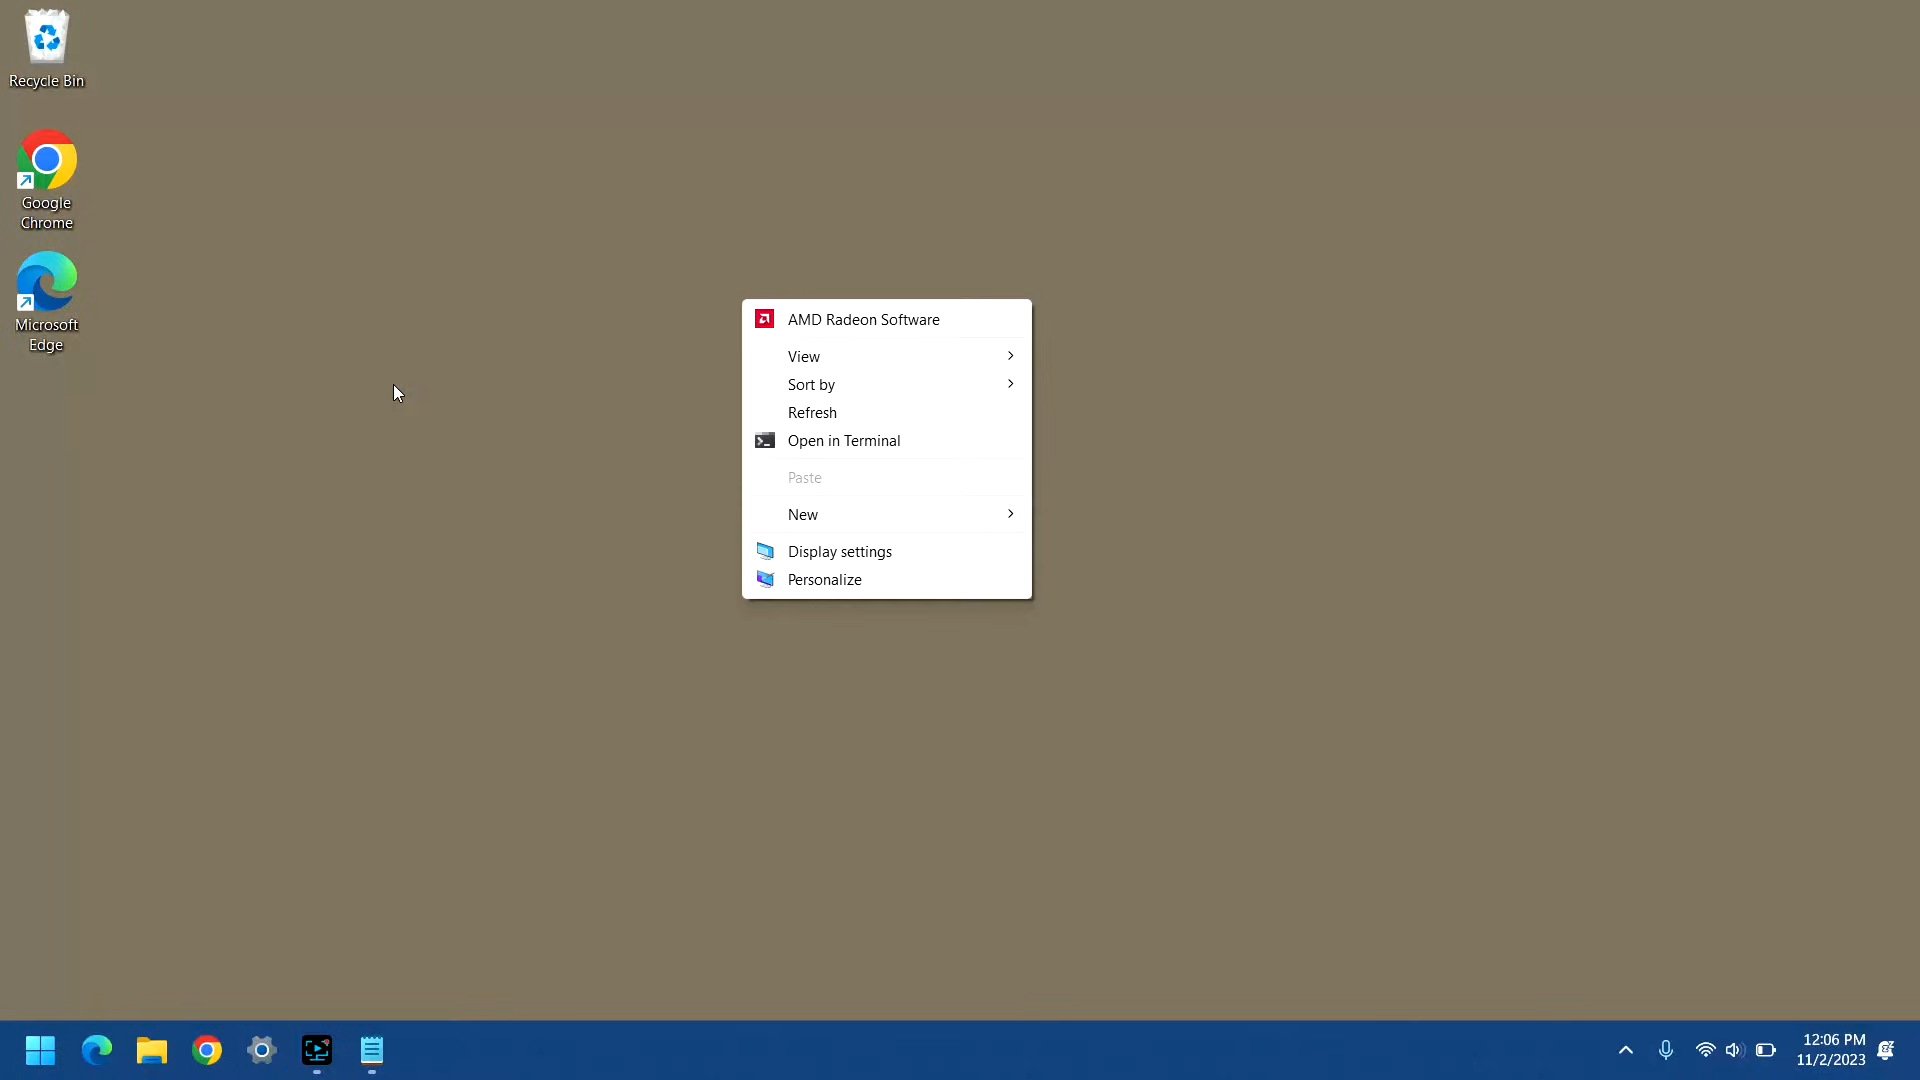 Recycle Bin
Google
Chrome
Microsoft
Edge
AMD Radeon Software
View
Sort by
Refresh
Open in Terminal
Paste
New
Display settings
Personalize
12:06 PM
11/2/2023